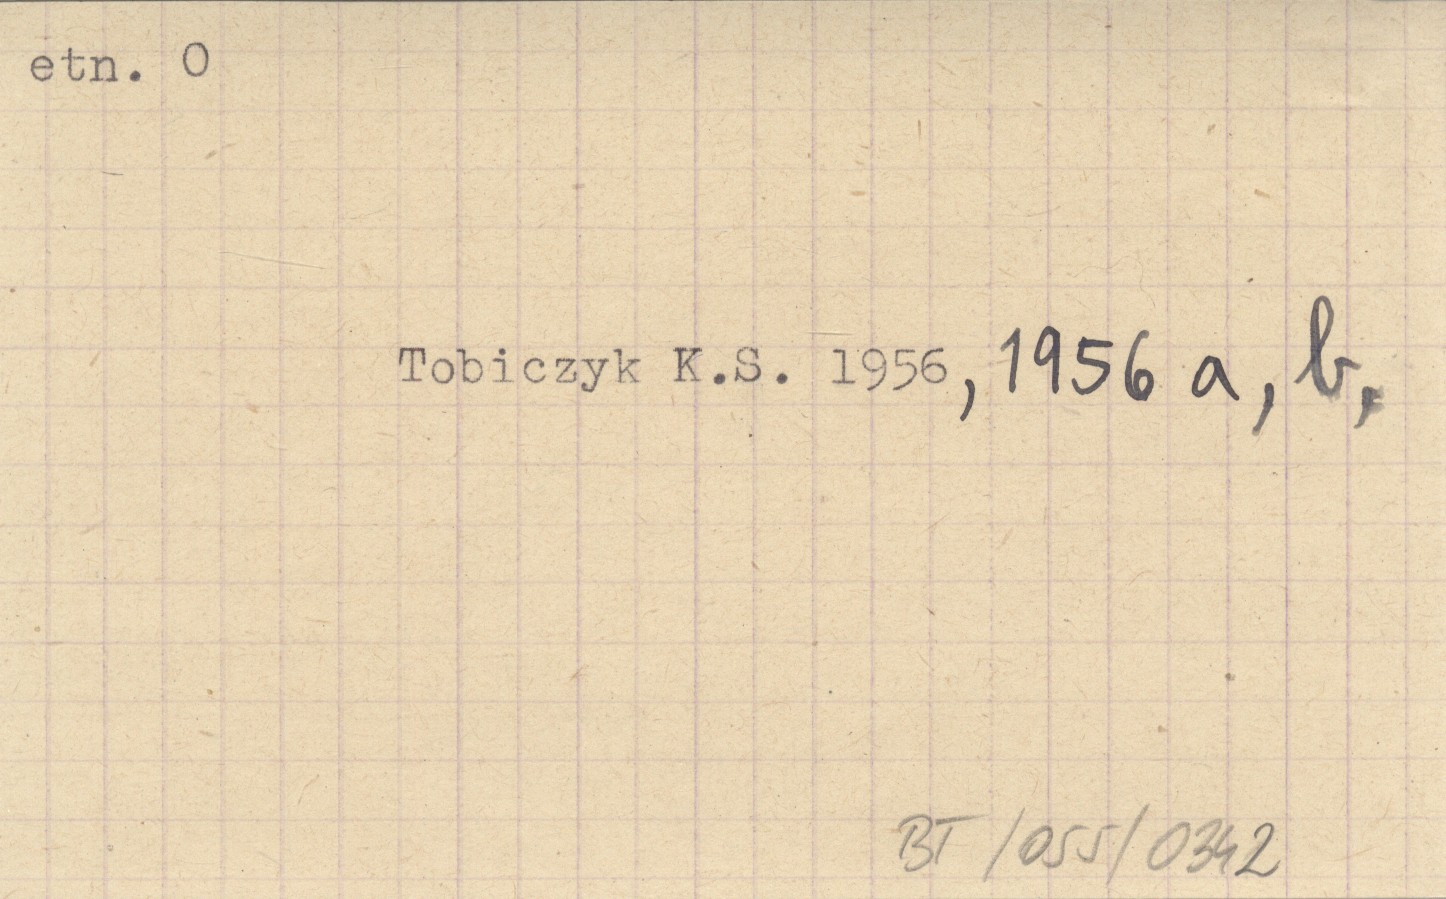 etn. O
Tobiczyk K.S. 1956, 1956 a, b,
BT /055/0342